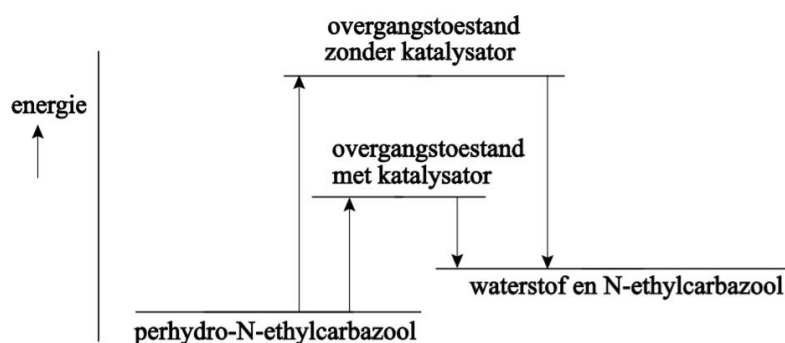 overgangstoestand
zonder katalysator
energie
overgangstoestand
met katalysator
waterstof en N-ethylcarbazool
perhydro-N-ethylcarbazool